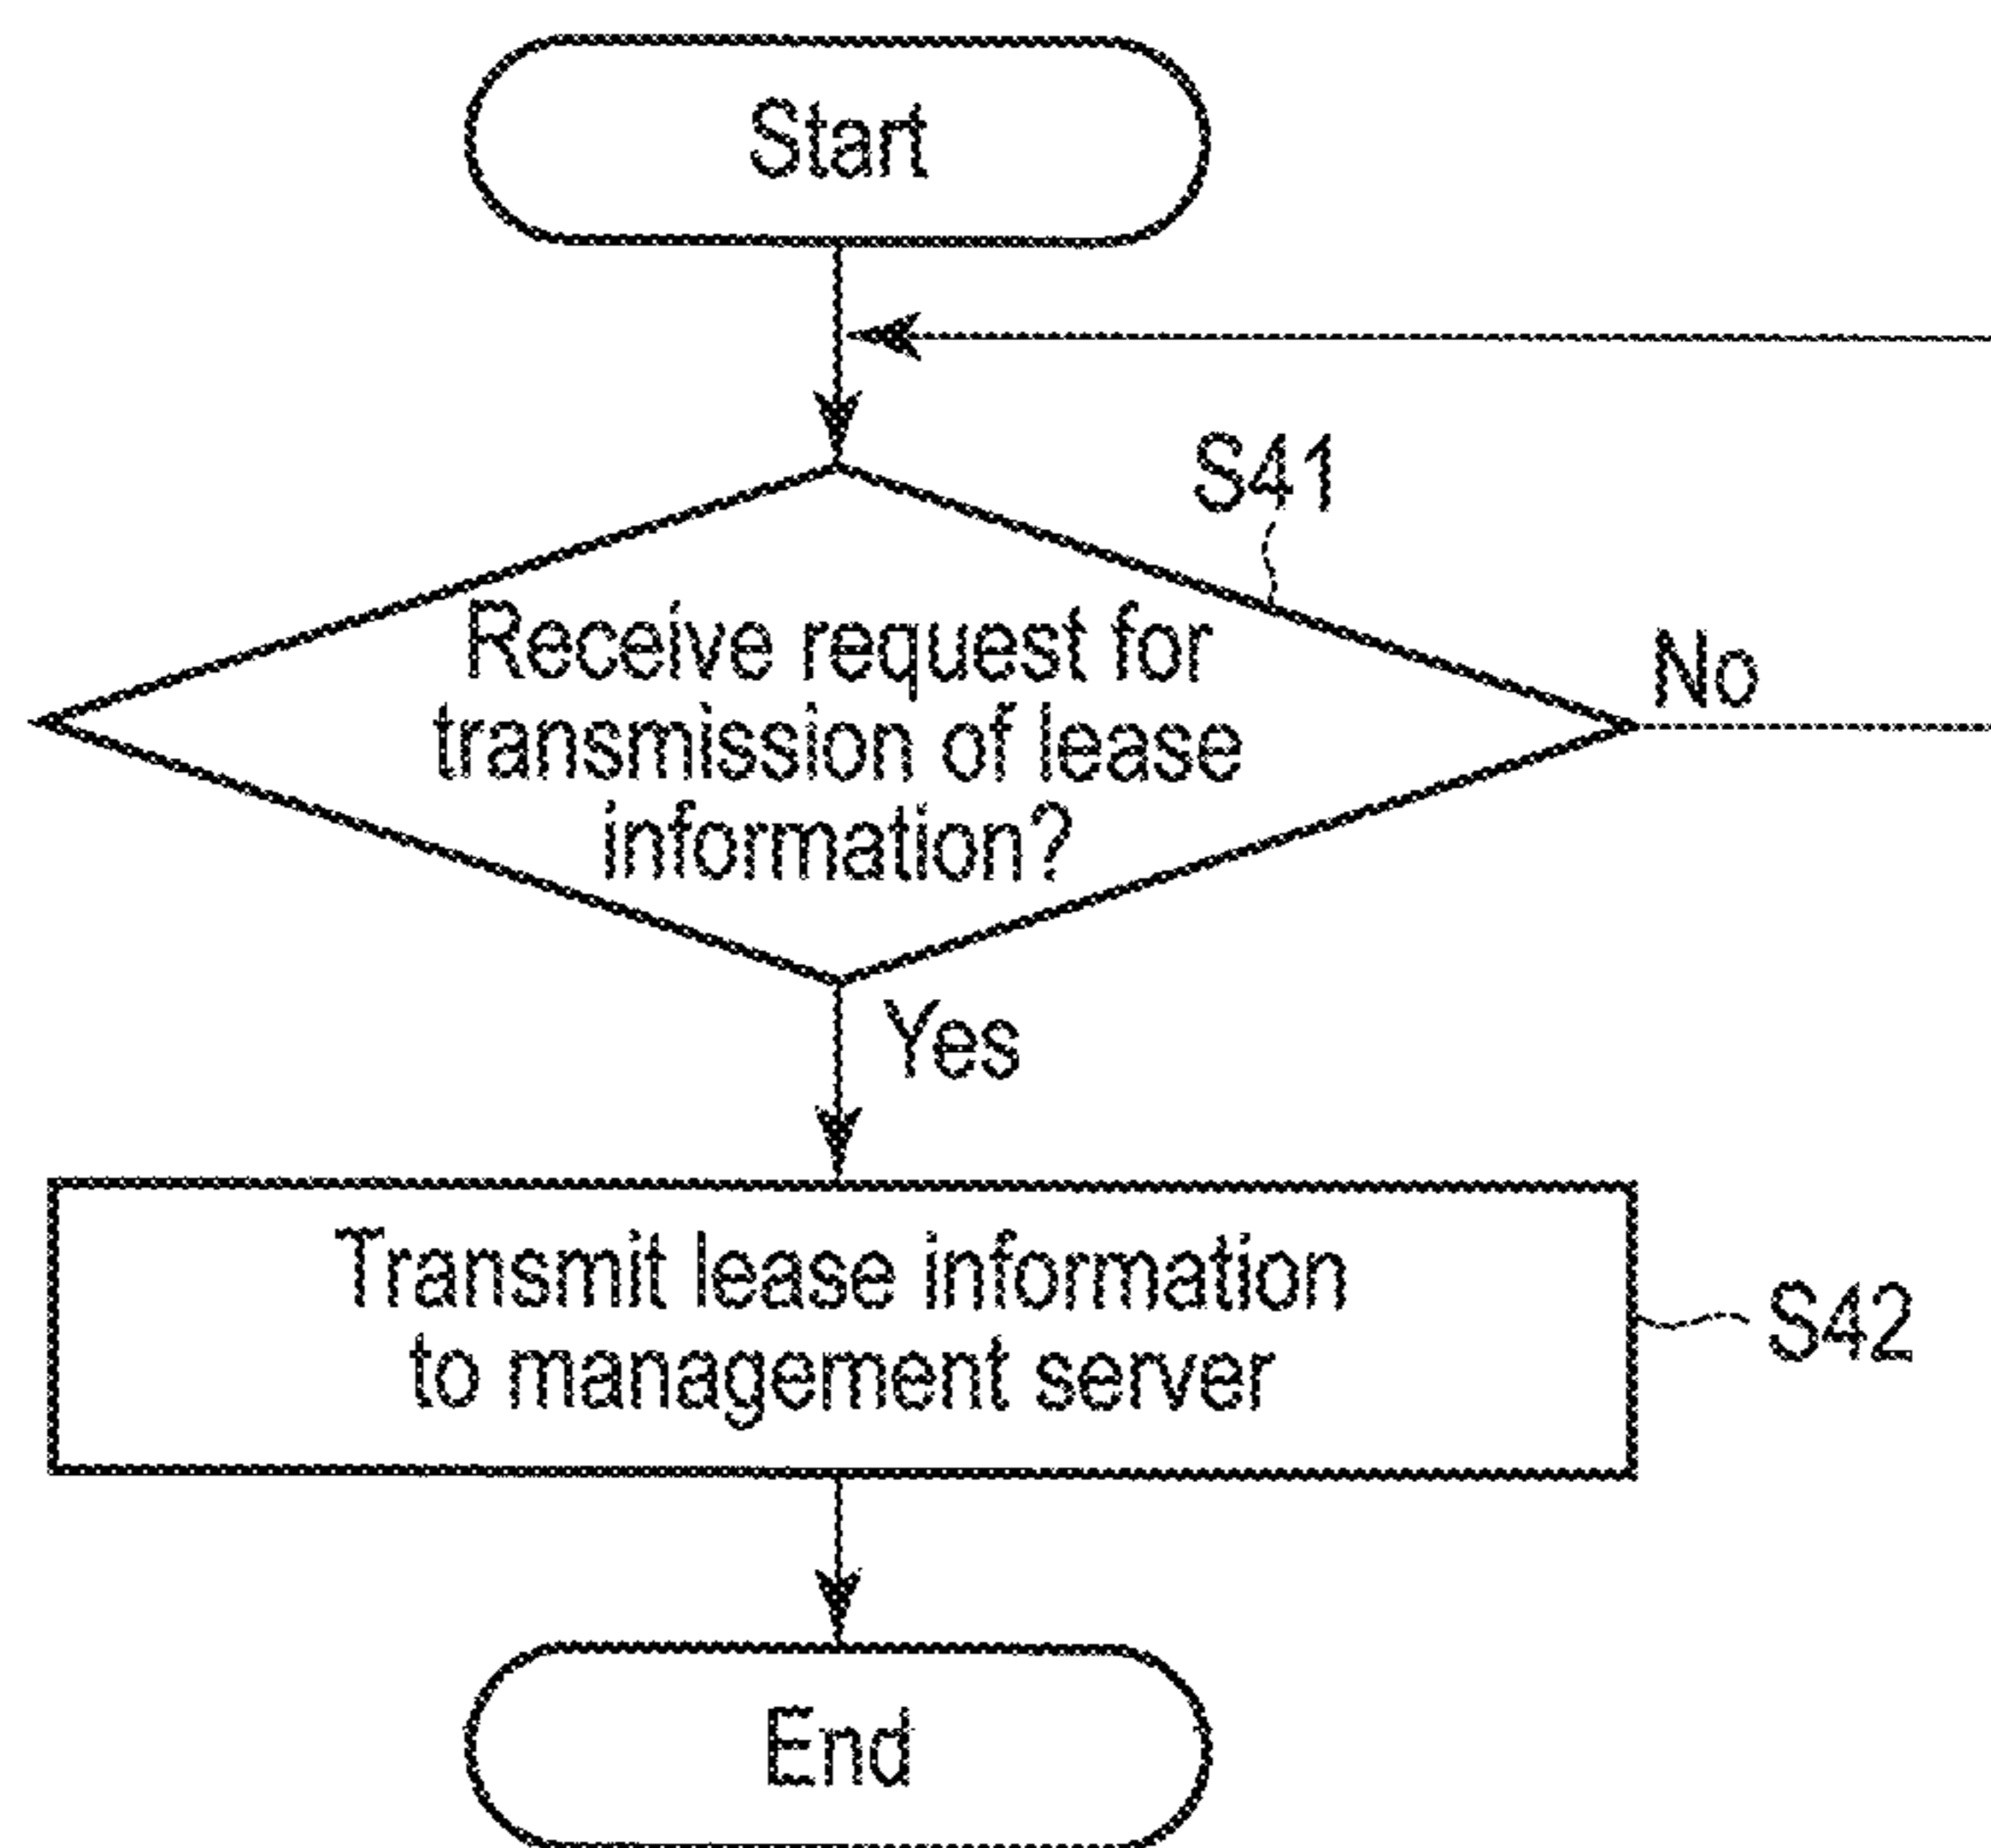 Start
S41
Receive request for
transmission of lease
information?
No
Yes
Transmit lease information
to management server
S42
End